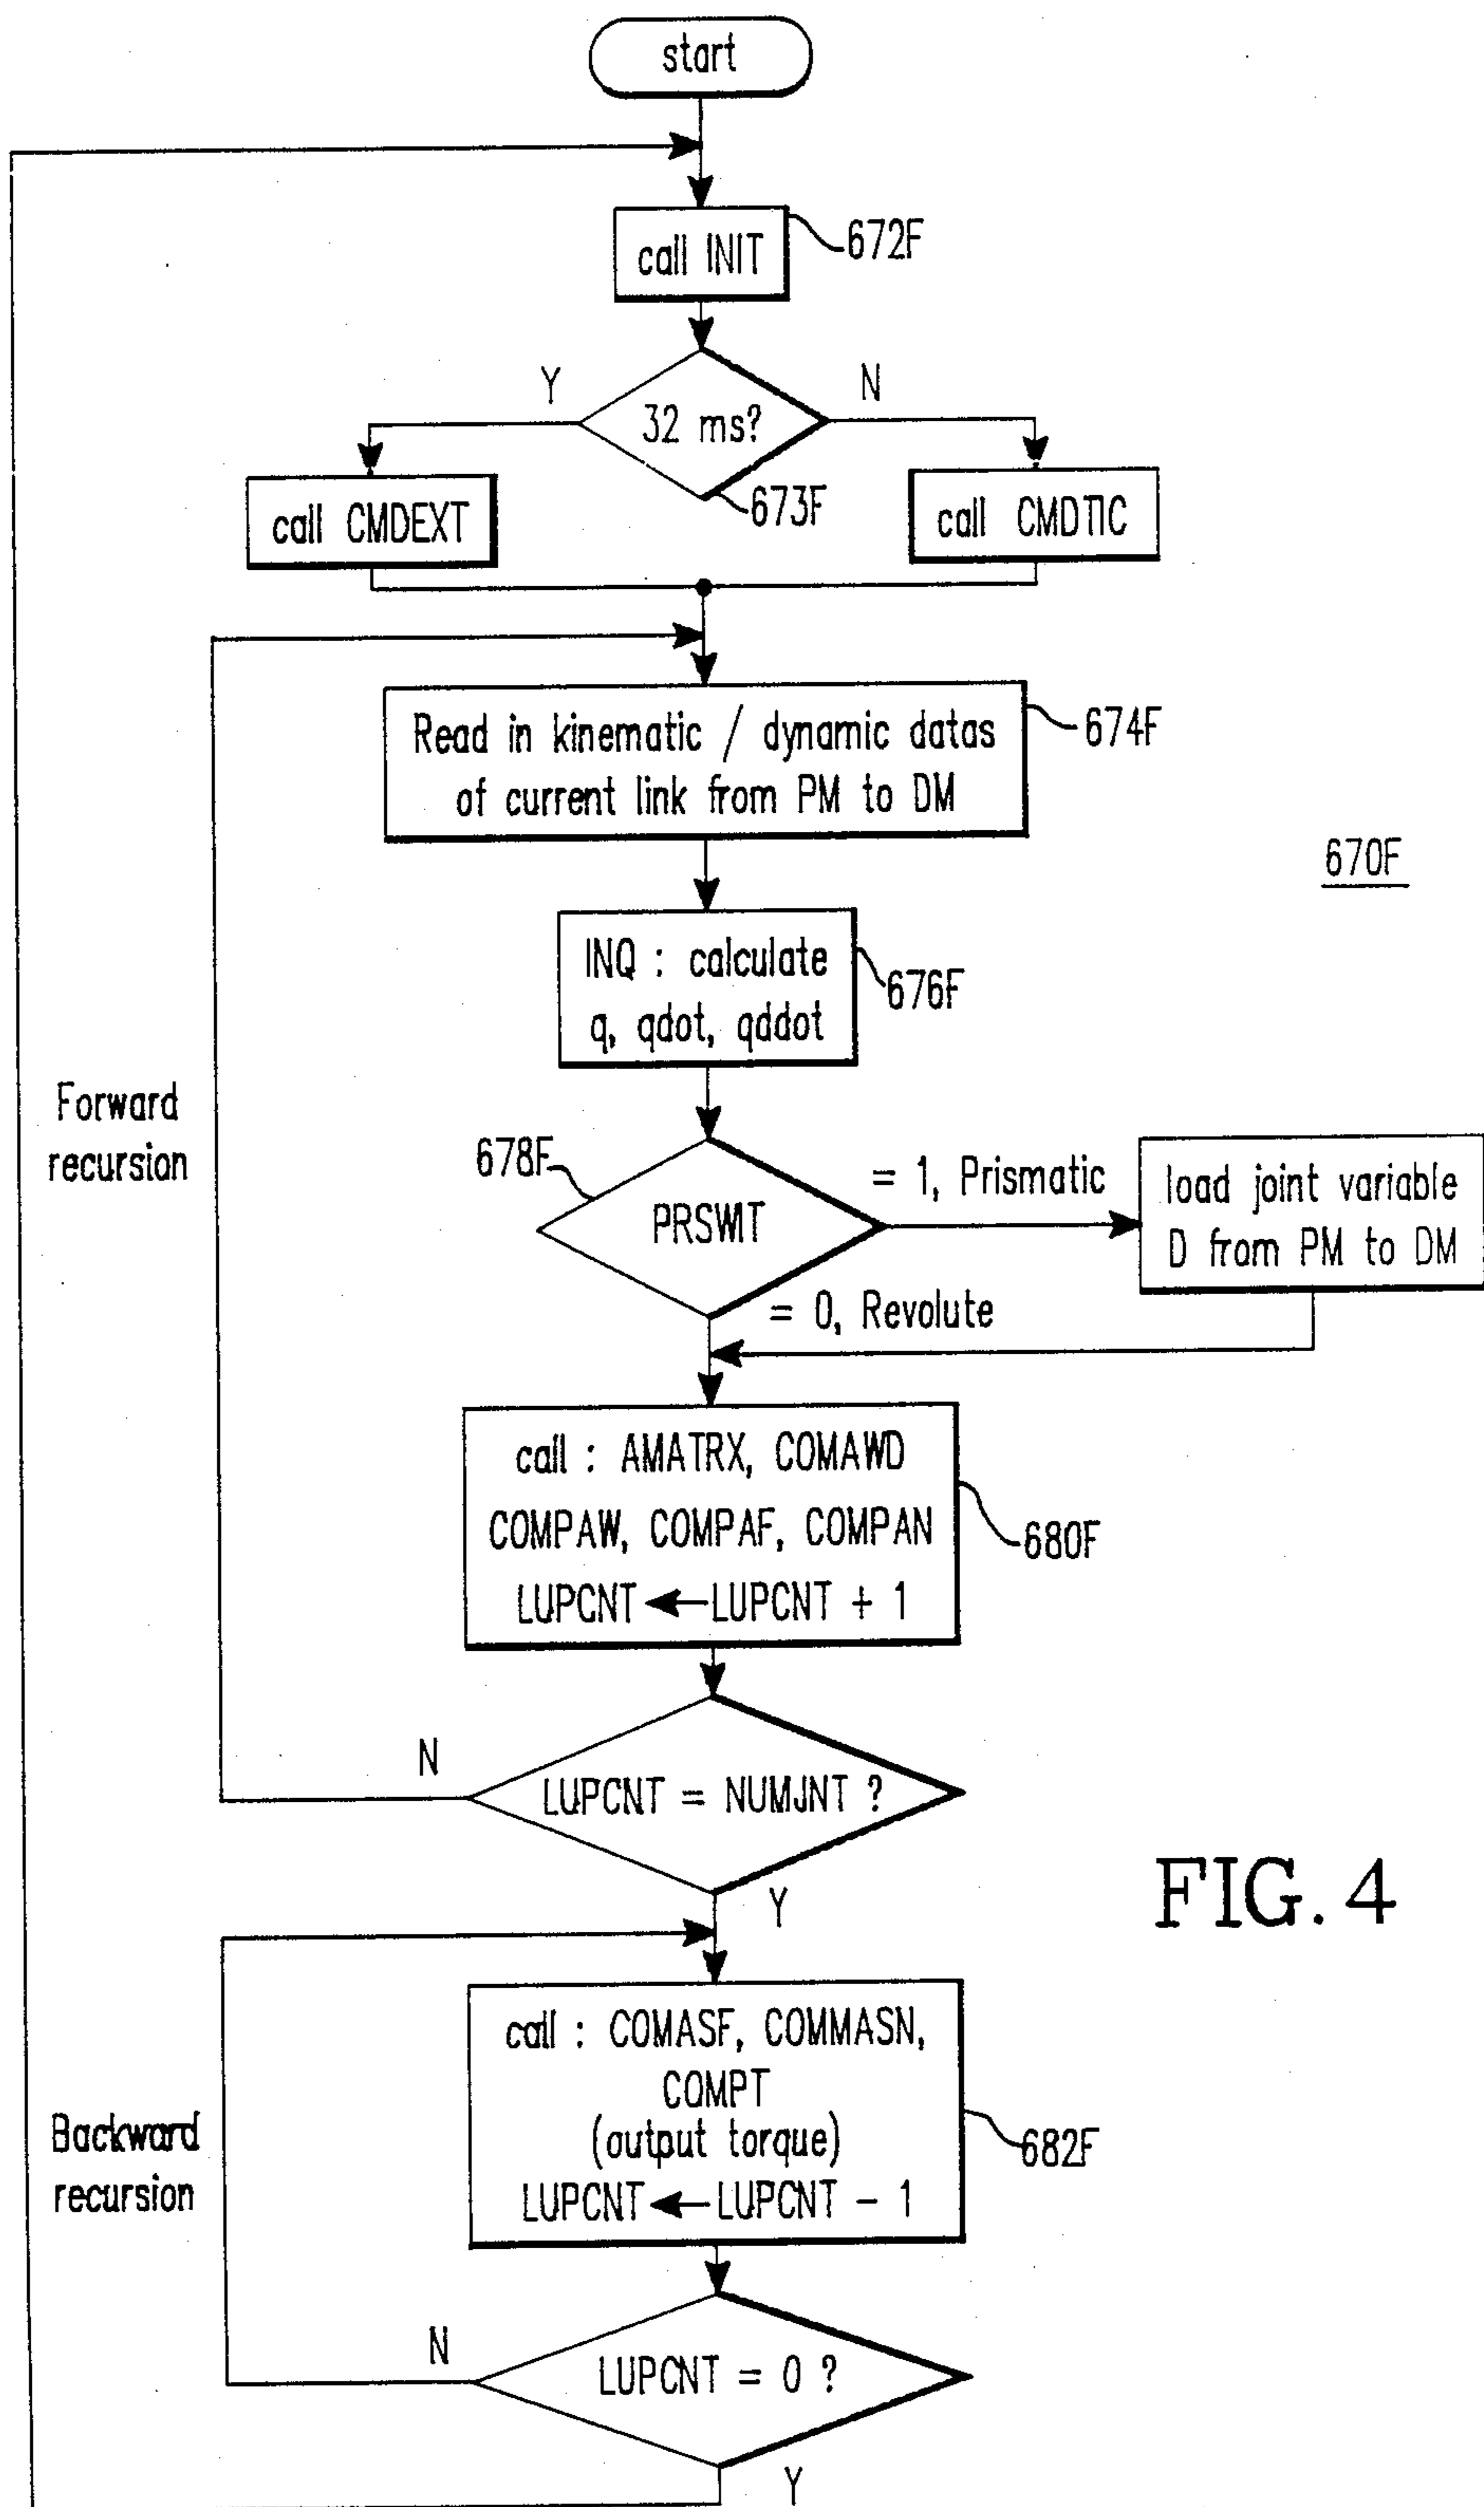 start
call INIT
672F
Y
N
32 ms?
673F
call CMDEXT
call CMDTIC
Read in kinematic / dynamic datas
of current link from PM to DM
674F
670F
INQ : calculate
q, qdot, qddot
676F
Forward
recursion
678F
PRSWIT
= 1, Prismatic
load joint variable
D from PM to DM
= 0, Revolute
call : AMATRX, COMAWD
COMPAW, COMPAF, COMPAN
LUPCNT ← LUPCNT + 1
680F
N
LUPCNT = NUMJNT ?
Y
FIG. 4
call : COMASF, COMMASN,
COMPT
(output torque)
LUPCNT ← LUPCNT - 1
682F
Backward
recursion
N
LUPCNT = 0 ?
Y